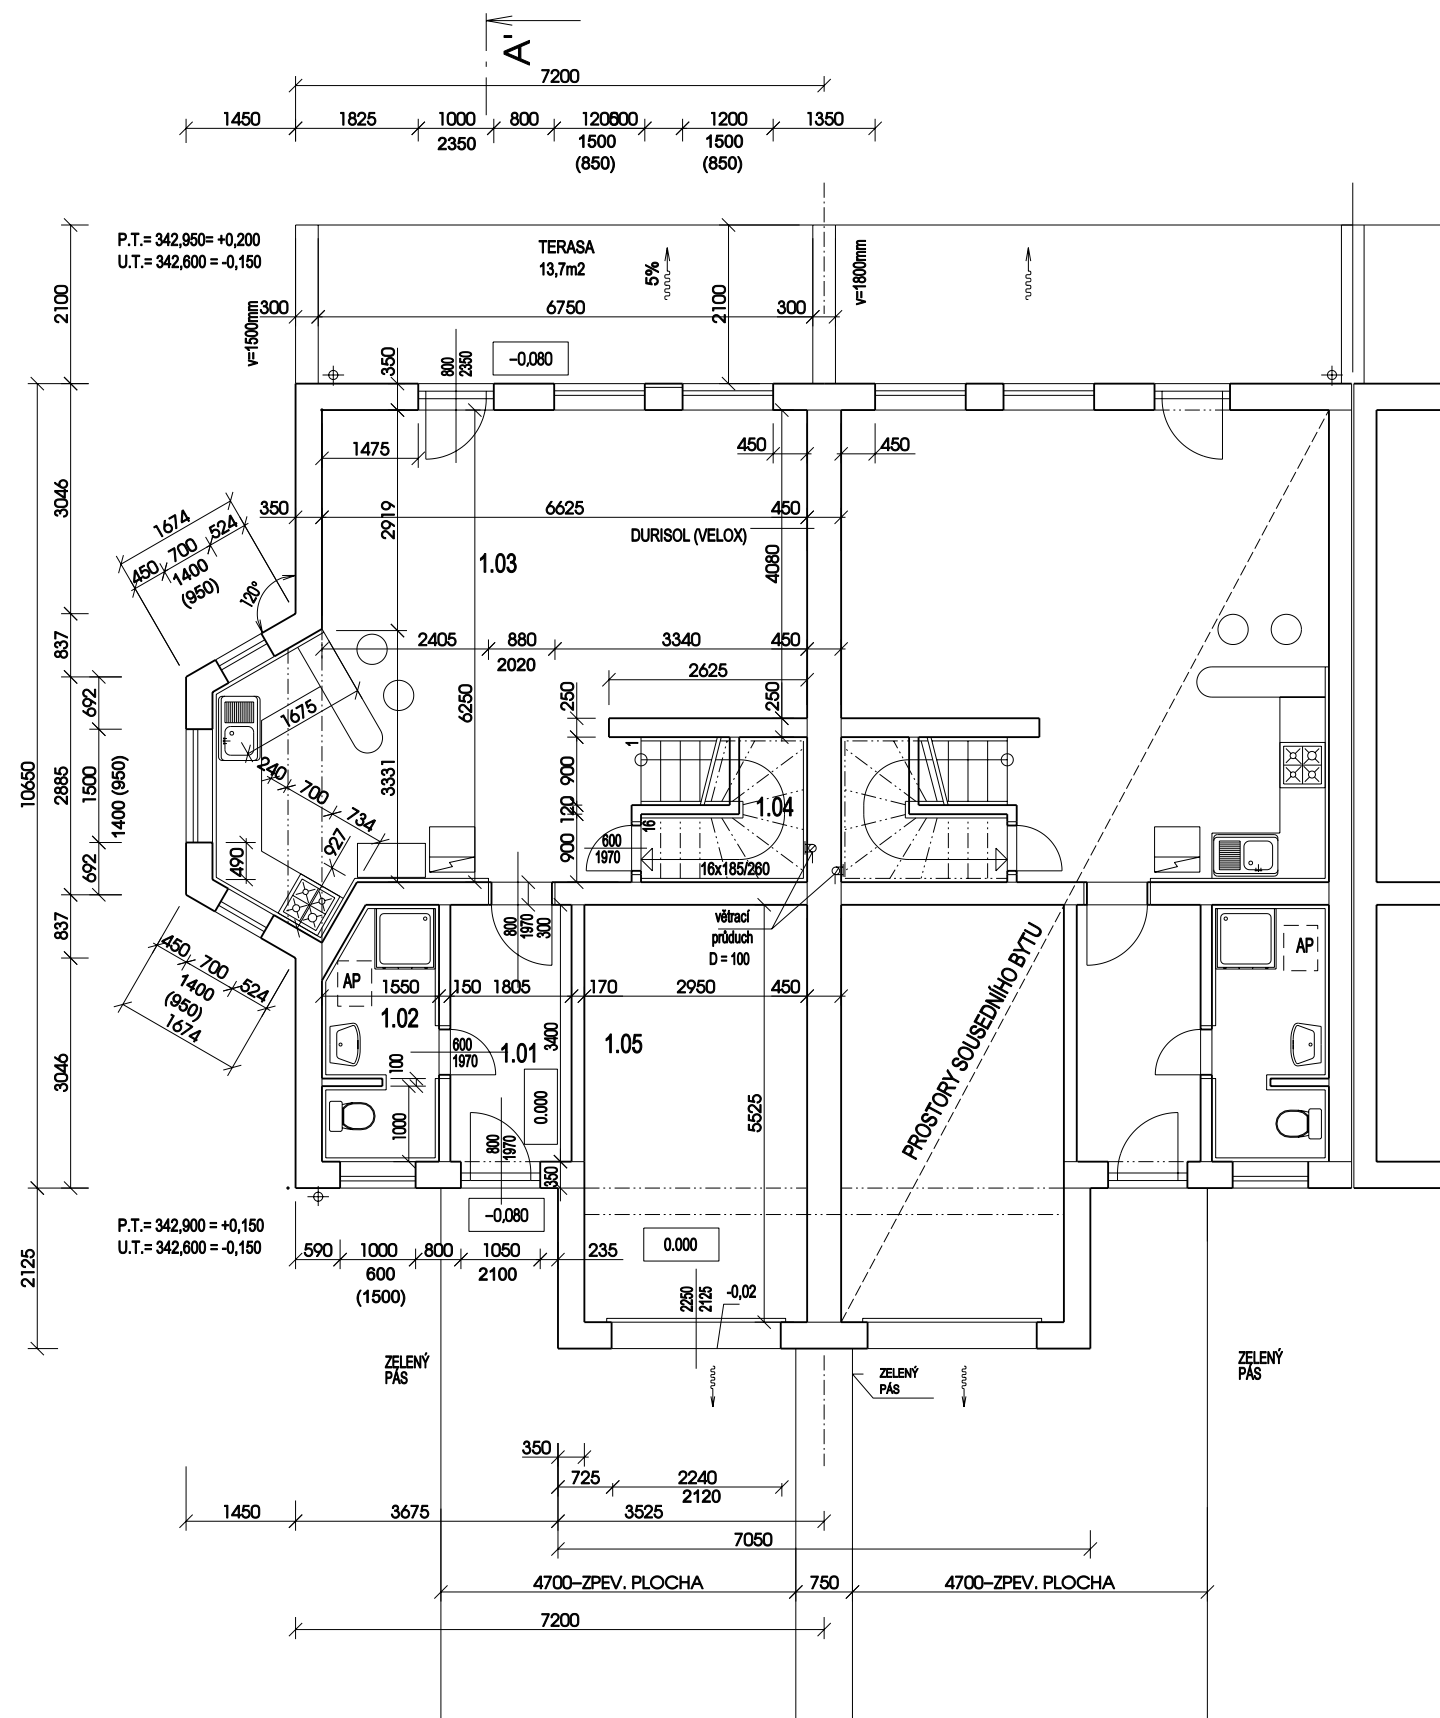 A'
7200
1450 1825 1000 800 1200 600 1200 1350
2350 1500 1500
(850) (850)
P.T.= 342,950= +0,200
U.T.= 342,600 = -0,150
TERASA
13,7m2
5%
2100
2100
v=1500mm
v=1800mm
300 6750 300
350
800
2350
-0,080
1475
450 450
10650
3046
2919
350 6625 450
DURISOL (VELOX)
4080
1.03
1674
450 700 524
1400
(950)
120°
837
2405 880 3340 450
2020
2625
692
250
250
6250
1675
1
2885
1500
1400 (950)
240 700 734
3331
900
120
1.04
16
927
600
1970
900
692
490
16x185/260
837
450 700 524
1400
(950)
1674
800
1970
300
větrací
průduch
D = 100
AP
AP
1550 150 1805 170 2950 450
1.02
1.01
1.05
600
1970
3400
100
3046
PROSTORY SOUSEDNÍHO BYTU
0.000
5525
1000
800
1970
350
P.T.= 342,900 = +0,150
U.T.= 342,600 = -0,150
-0,080
590 1000 800 1050 235
600 2100
(1500)
0.000
2125
2250
2125
-0,02
ZELENÝ
PÁS
ZELENÝ
PÁS
ZELENÝ
PÁS
350
725 2240
2120
1450 3675 3525
7050
4700-ZPEV. PLOCHA 750 4700-ZPEV. PLOCHA
7200